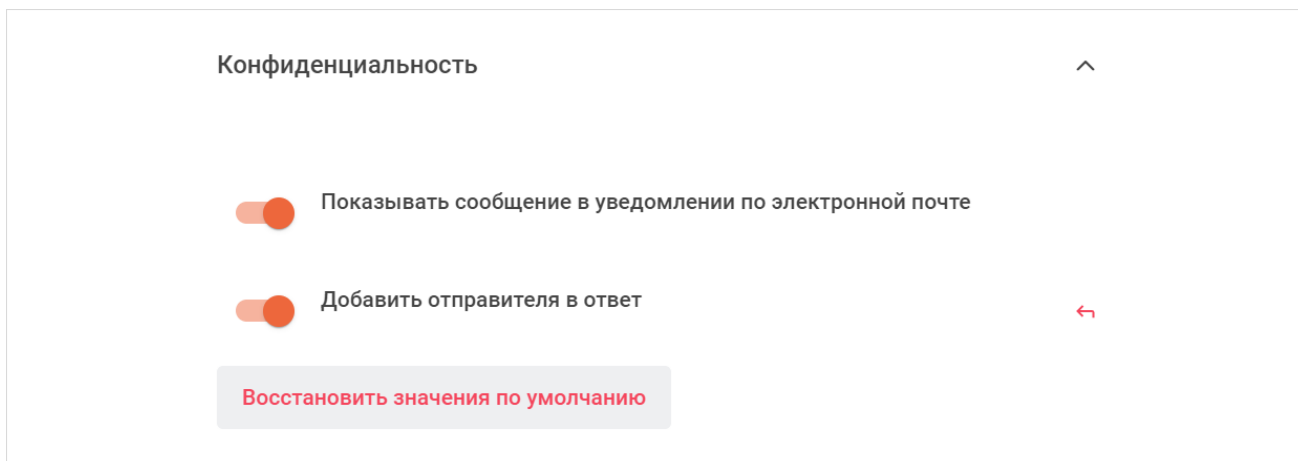 Конфиденциальность
Показывать сообщение в уведомлении по электронной почте
Добавить отправителя в ответ
Восстановить значения по умолчанию